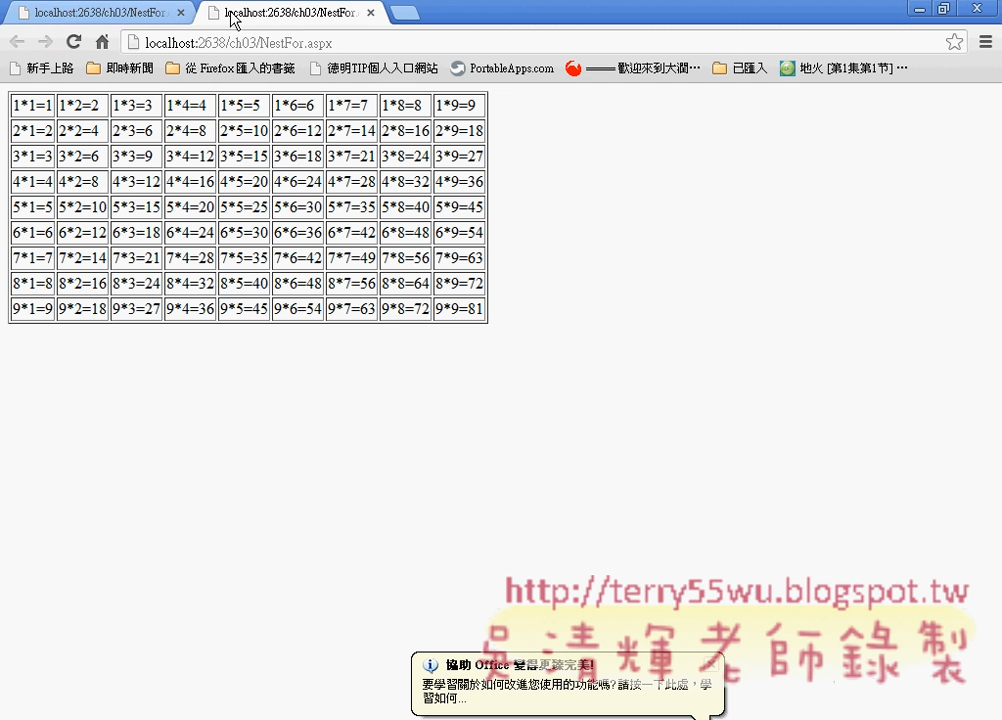 localhost:2638/ch03/NestFor. localhost:2638/ch03/NestFor.
localhost:2638/ch03/NestFor.aspx
新手上路 即時新聞 從 Firefox 匯入的書籤 德明TIP個人入口網站 PortableApps.com ───歡迎來到大潤… 已匯入 地火 [第1集第1节] …
1*1=1 1*2=2 1*3=3 1*4=4 1*5=5 1*6=6 1*7=7 1*8=8 1*9=9
2*1=2 2*2=4 2*3=6 2*4=8 2*5=10 2*6=12 2*7=14 2*8=16 2*9=18
3*1=3 3*2=6 3*3=9 3*4=12 3*5=15 3*6=18 3*7=21 3*8=24 3*9=27
4*1=4 4*2=8 4*3=12 4*4=16 4*5=20 4*6=24 4*7=28 4*8=32 4*9=36
5*1=5 5*2=10 5*3=15 5*4=20 5*5=25 5*6=30 5*7=35 5*8=40 5*9=45
6*1=6 6*2=12 6*3=18 6*4=24 6*5=30 6*6=36 6*7=42 6*8=48 6*9=54
7*1=7 7*2=14 7*3=21 7*4=28 7*5=35 7*6=42 7*7=49 7*8=56 7*9=63
8*1=8 8*2=16 8*3=24 8*4=32 8*5=40 8*6=48 8*7=56 8*8=64 8*9=72
9*1=9 9*2=18 9*3=27 9*4=36 9*5=45 9*6=54 9*7=63 9*8=72 9*9=81
http://terry55wu.blogspot.tw
吳清輝老師錄製
協助 Office 變得更臻完美!
要學習關於如何改進您使用的功能嗎? 請按一下此處，學
習如何...